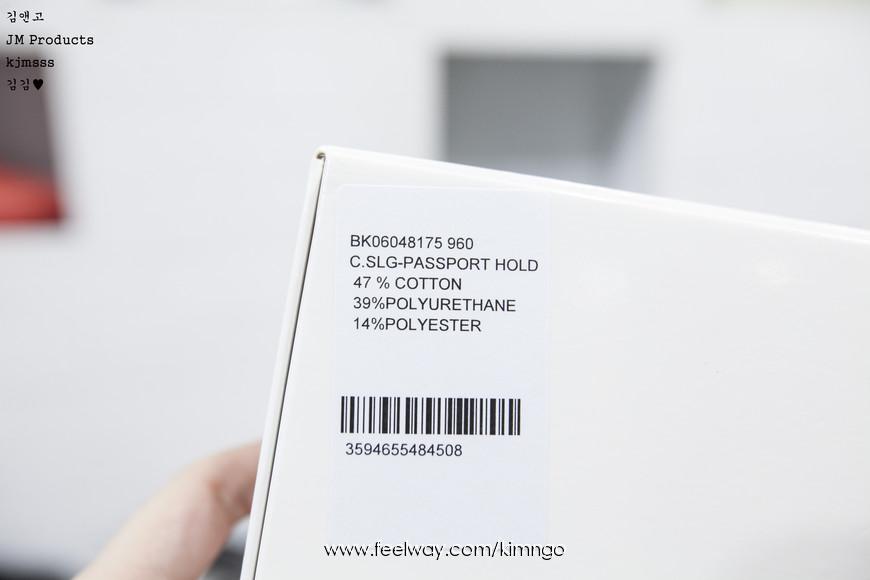 김앤고
JM Products
kjmsss
김김♥
BK06048175 960
C.SLG-PASSPORT HOLD
47 % COTTON
39%POLYURETHANE
14%POLYESTER
3594655484508
www.feelway.com/kimngo